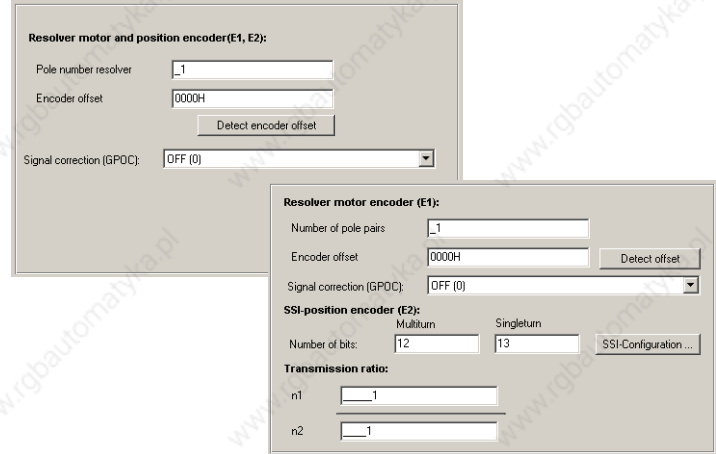 Resolver motor and position encoder(E1, E2):
Pole number resolver _1
Encoder offset 0000H
Detect encoder offset
Signal correction (GPOC): OFF (0)
Resolver motor encoder (E1):
Number of pole pairs _1
Encoder offset 0000H Detect offset
Signal correction (GPOC): OFF (0)
SSI-position encoder (E2):
Multiturn Singleturn
Number of bits: 12 13 SSI-Configuration ...
Transmission ratio:
n1 _____1
n2 ____1
www.rgbautomatyka.pl